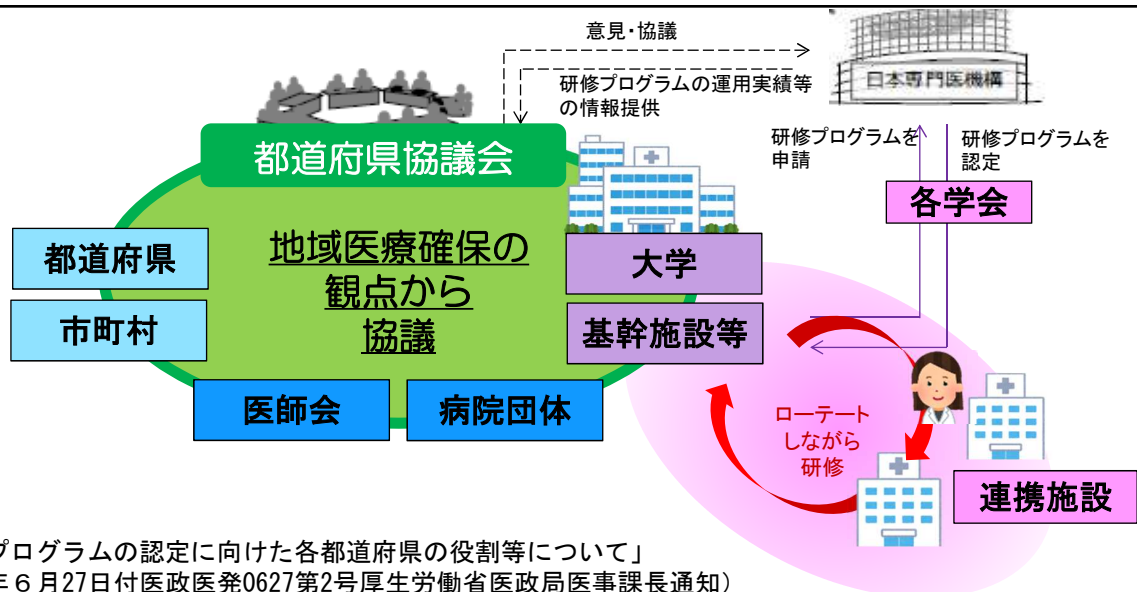 意見・協議
研修プログラムの運用実績等
の情報提供
日本専門医機構
研修プログラムを
申請
研修プログラムを
認定
各学会
都道府県協議会
地域医療確保の
観点から
協議
都道府県
市町村
大学
基幹施設等
医師会
病院団体
ローテート
しながら
研修
連携施設
プログラムの認定に向けた各都道府県の役割等について」
年6月27日付医政医発0627第2号厚生労働省医政局医事課長通知)